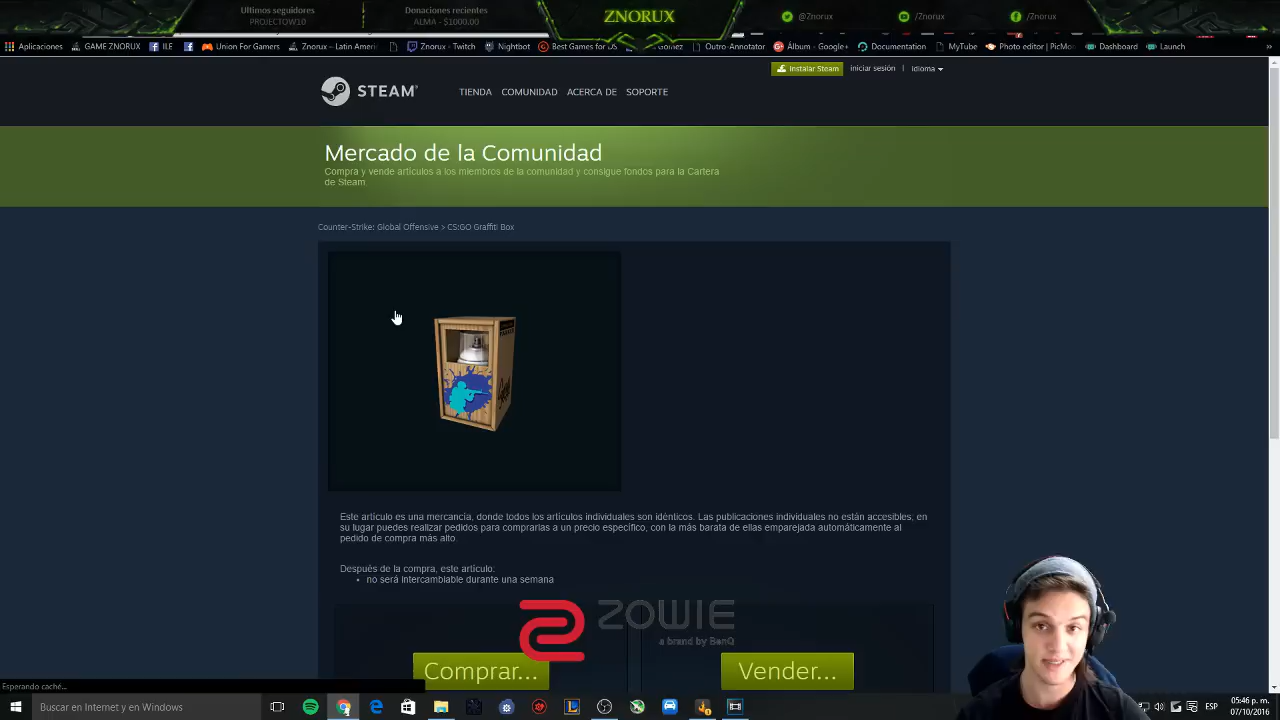 Ultimos seguidores
PROJECTOW10
Donaciones recientes
ALMA - $1000.00
ZNORUX
@Znorux
/Znorux
/Znorux
Aplicaciones
GAME ZNORUX
ILE
Union For Gamers
Znorux – Latin Ameri
Znorux - Twitch
Nightbot
Best Games for US
Gomez
Outro-Annotator
Álbum - Google+
Documentation
MyTube
Photo editor | PicMo
Dashboard
Launch
»
Instalar Steam
iniciar sesión
|
idioma
STEAM
TIENDA
COMUNIDAD
ACERCA DE
SOPORTE
Mercado de la Comunidad
Compra y vende artículos a los miembros de la comunidad y consigue fondos para la Cartera
de Steam.
Counter-Strike: Global Offensive > CS:GO Graffiti Box
Este artículo es una mercancía, donde todos los artículos individuales son idénticos. Las publicaciones individuales no están accesibles; en
su lugar puedes realizar pedidos para comprarlas a un precio específico, con la más barata de ellas emparejada automáticamente al
pedido de compra más alto.
Después de la compra, este artículo:
• no será intercambiable durante una semana
ZOWIE
a brand by BenQ
Comprar...
Vender...
Esperando caché...
Buscar en Internet y en Windows
ESP
05:46 p. m.
07/10/2016